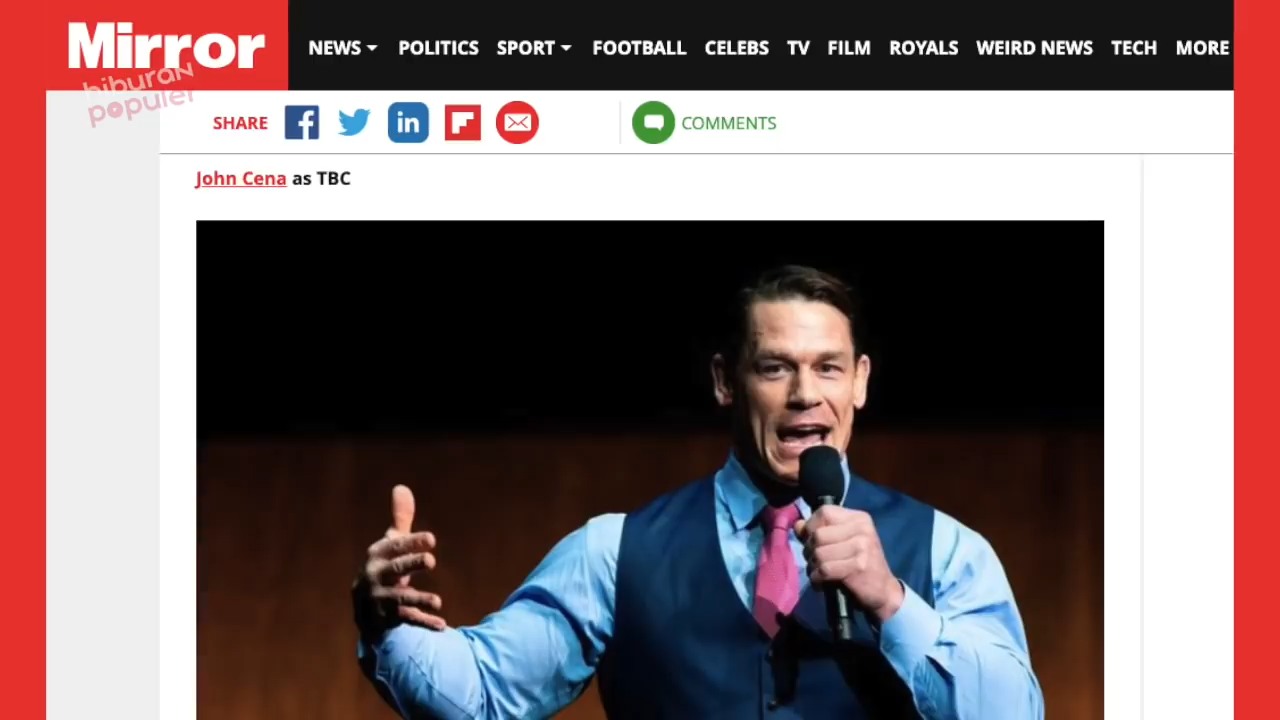 Mirror
NEWS POLITICS SPORT FOOTBALL CELEBS TV FILM ROYALS WEIRD NEWS TECH MORE
hiburan
populer
SHARE
COMMENTS
John Cena as TBC